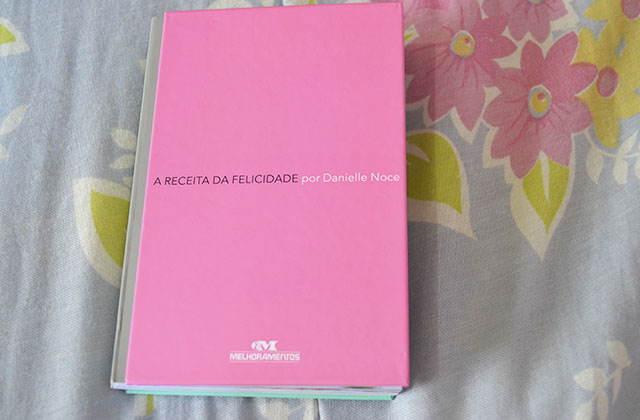 A RECEITA DA FELICIDADE por Danielle Noce
M
MELHORAMENTOS